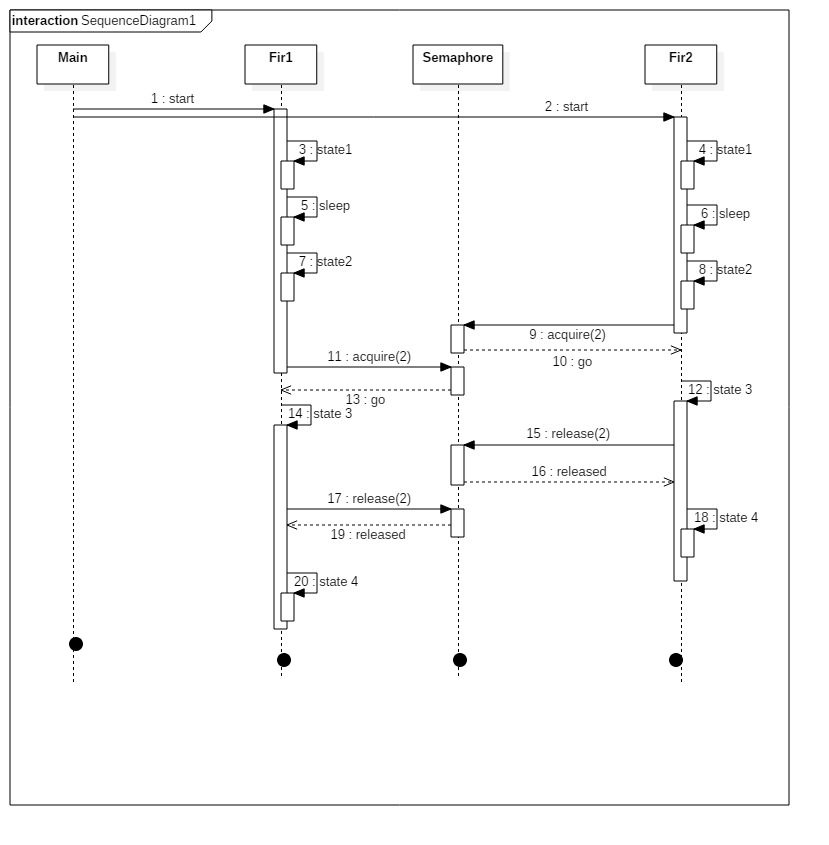 interaction SequenceDiagram1
Main
Fir1
Semaphore
Fir2
1 : start
2 : start
3 : state1
4 : state1
5 : sleep
6 : sleep
7 : state2
8 : state2
9 : acquire(2)
10 : go
11 : acquire(2)
12 : state 3
13 : go
14 : state 3
15 : release(2)
16 : released
17 : release(2)
18 : state 4
19 : released
20 : state 4